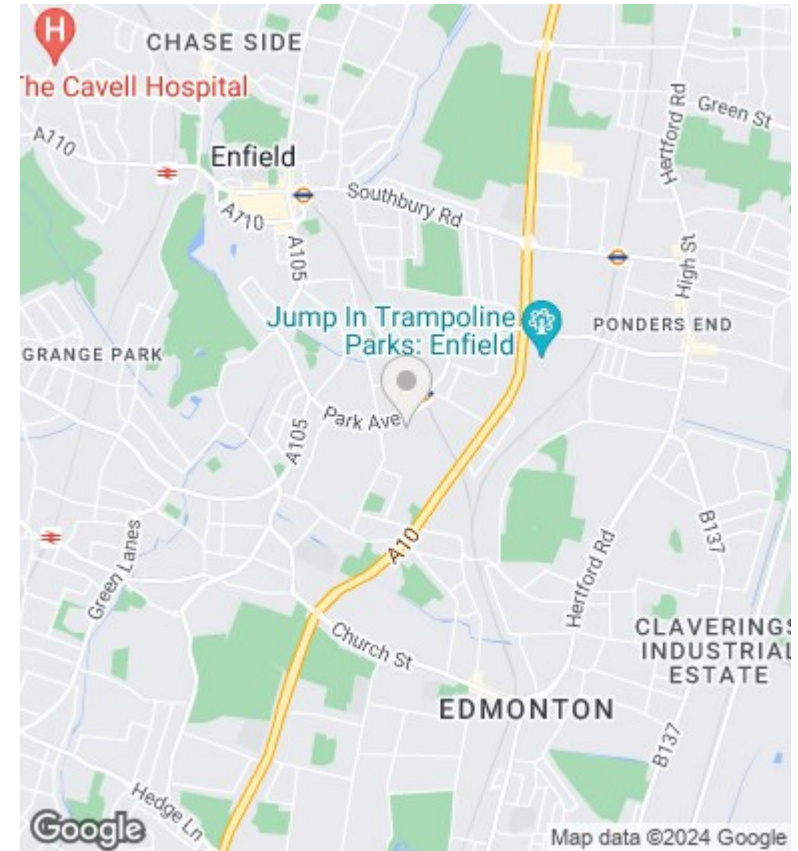 H
CHASE SIDE
The Cavell Hospital
Green St
A110
Hertford Rd
Enfield
Southbury Rd
A110
A105
High St
Jump In Trampoline
Parks: Enfield
PONDERS END
GRANGE PARK
Park Ave
A105
B137
Green Lanes
A10
Hertford Rd
Church St
CLAVERINGS
INDUSTRIAL
ESTATE
EDMONTON
B137
Hedge Ln
Google
Map data ©2024 Google